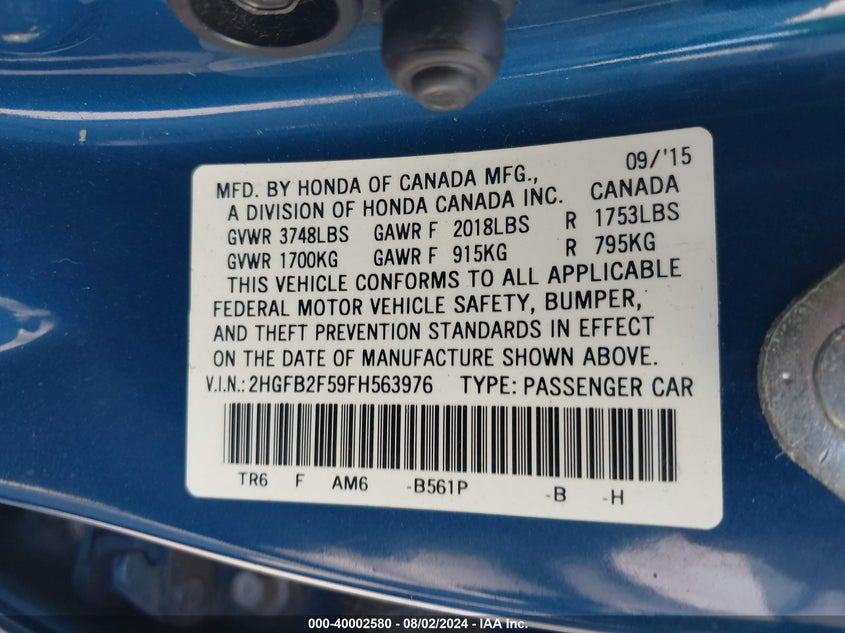 09/'15
MFD. BY HONDA OF CANADA MFG., CANADA
A DIVISION OF HONDA CANADA INC.
GVWR 3748LBS GAWR F 2018LBS R 1753LBS
GVWR 1700KG GAWR F 915KG R 795KG
THIS VEHICLE CONFORMS TO ALL APPLICABLE
FEDERAL MOTOR VEHICLE SAFETY, BUMPER,
AND THEFT PREVENTION STANDARDS IN EFFECT
ON THE DATE OF MANUFACTURE SHOWN ABOVE.
V.I.N.: 2HGFB2F59FH563976 TYPE: PASSENGER CAR
TR6 F AM6 -B561P -B -H
000-40002580 - 08/02/2024 - IAA Inc.